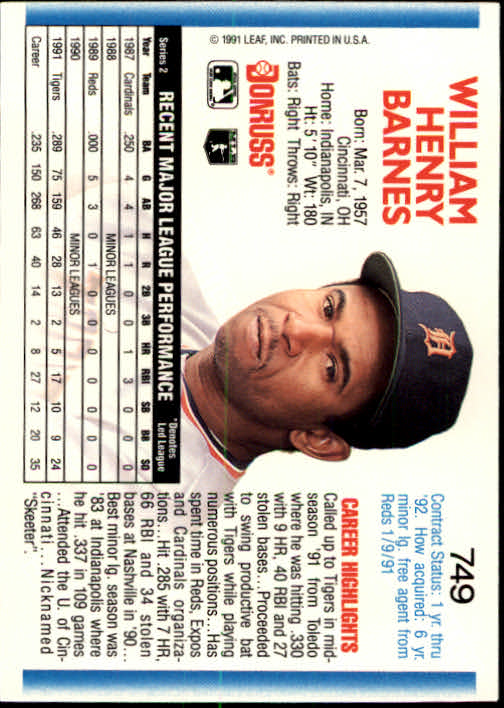 749
WILLIAM
HENRY
BARNES
Born: Mar. 7, 1957
Cincinnati, OH
Home: Indianapolis, IN
Ht: 5' 10" Wt: 180
Bats: Right Throws: Right
DONRUSS®
© 1991 LEAF, INC. PRINTED IN U.S.A.
D
Contract Status: 1 yr. thru
'92. How acquired: 6 yr.
minor lg. free agent from
Reds 1/9/91
CAREER HIGHLIGHTS
Called up to Tigers in mid-
season '91 from Toledo
where he was hitting .330
with 9 HR, 40 RBI and 27
stolen bases...Proceeded
to swing productive bat
with Tigers while playing
numerous positions...Has
spent time in Reds, Expos
and Cardinals organiza-
tions...Hit .285 with 7 HR,
66 RBI and 34 stolen
bases at Nashville in '90...
Best minor lg. season was
'83 at Indianapolis where
he hit .337 in 109 games
...Attended the U. of Cin-
cinnati...Nicknamed
"Skeeter".
Series 2 RECENT MAJOR LEAGUE PERFORMANCE *Denotes
Led League
Year Team BA G AB H R 2B 3B HR RBI SB BB SO
1987 Cardinals .250 4 4 1 1 0 0 1 3 0 0 0
1988 MINOR LEAGUES
1989 Reds .000 5 3 0 1 0 0 0 0 0 0 0
1990 MINOR LEAGUES
1991 Tigers .289 75 159 46 28 13 2 5 17 10 9 24
Career .235 150 268 63 40 14 2 8 27 12 20 35